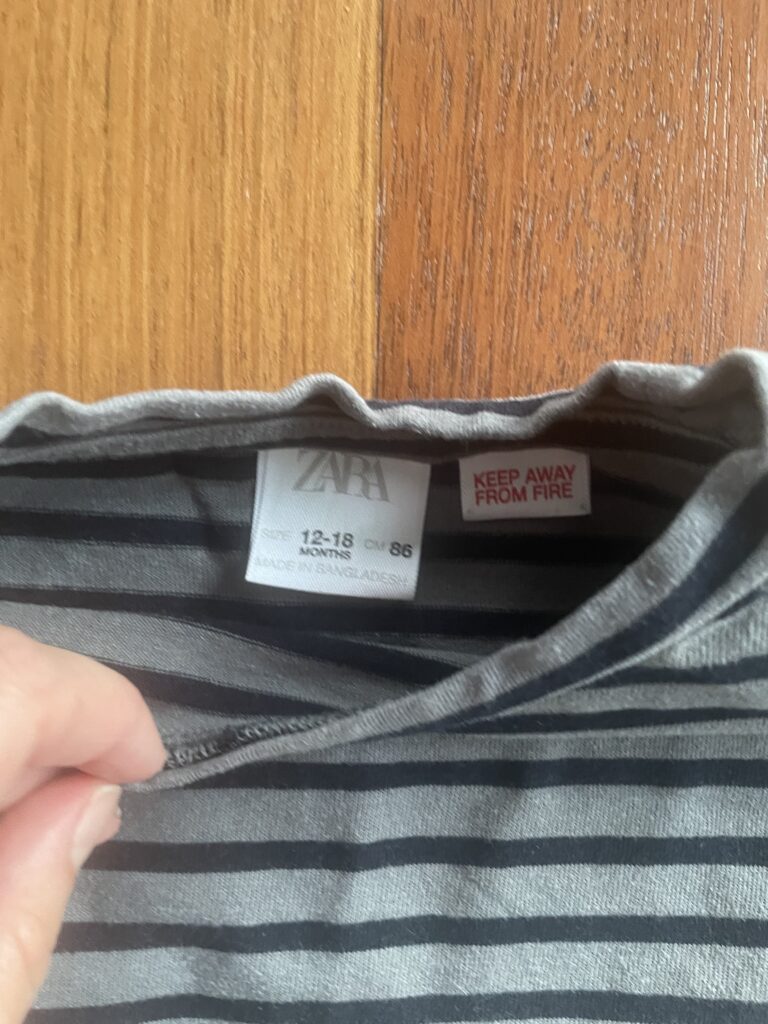 ZARA
SIZE 12-18 CM 86
MONTHS
MADE IN BANGLADESH
KEEP AWAY
FROM FIRE